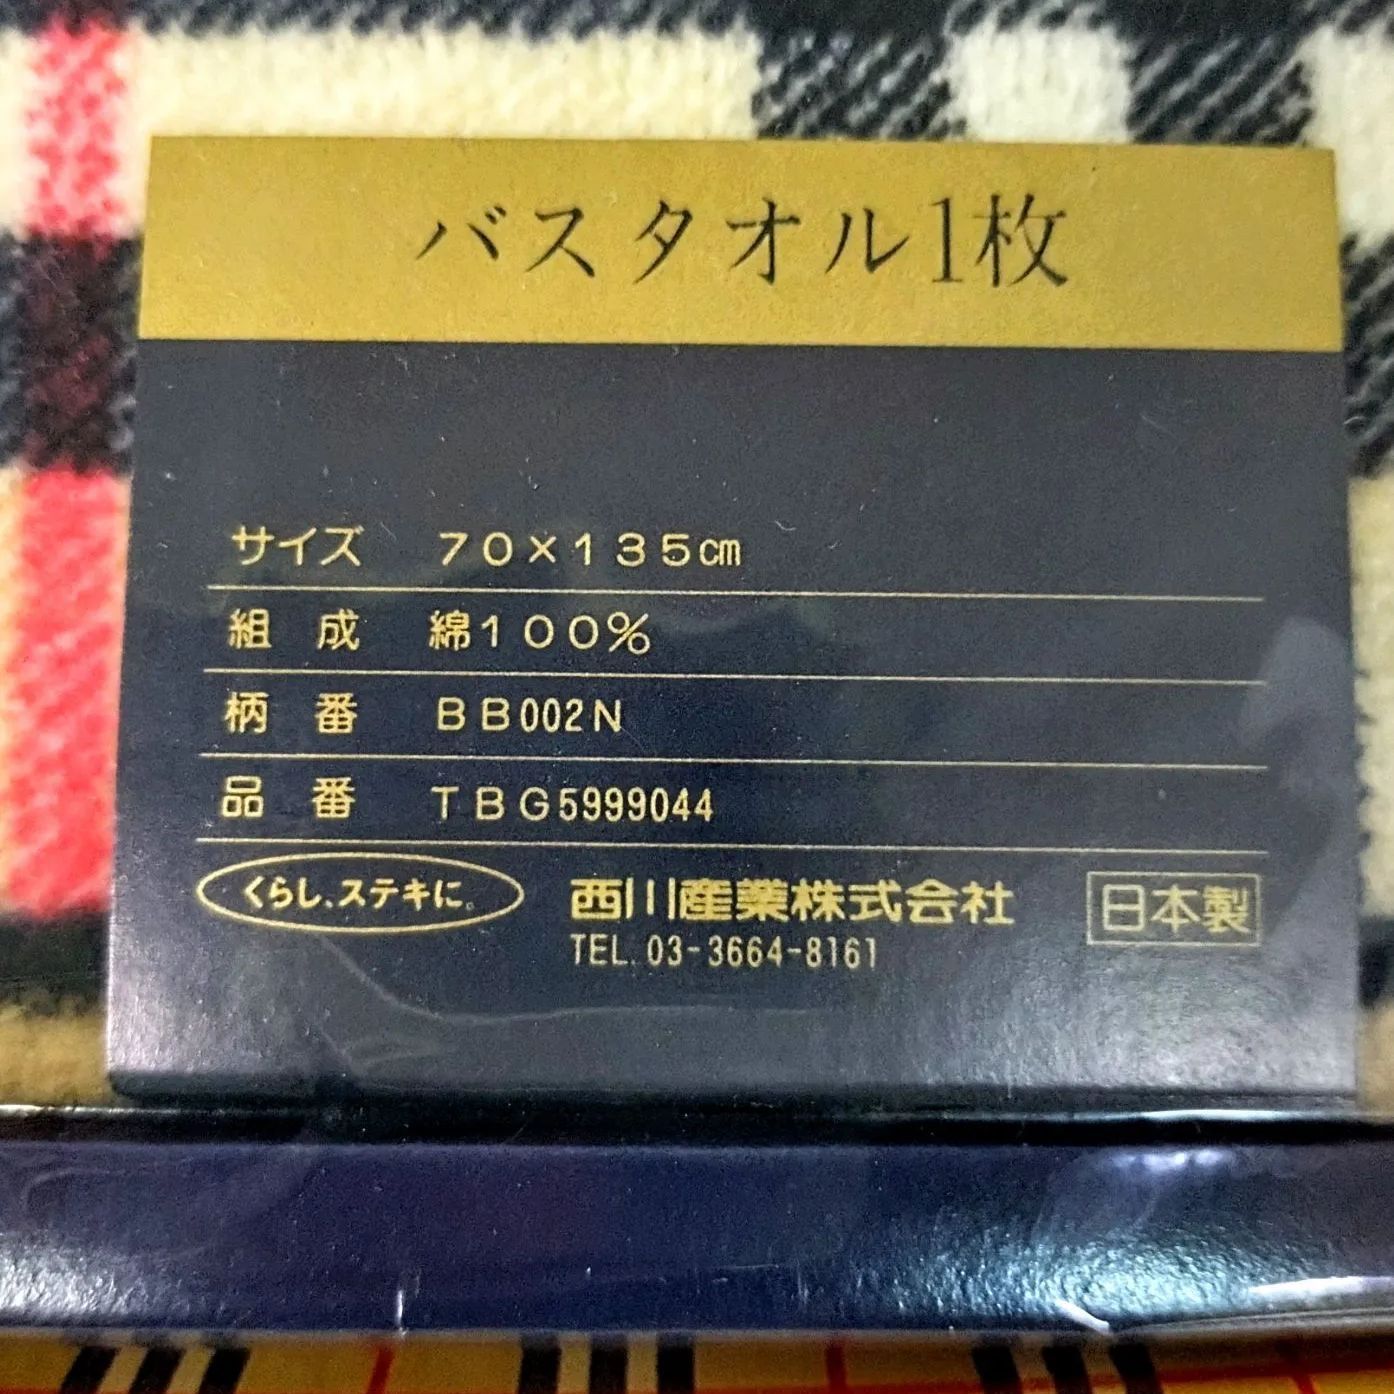 バスタオル1枚
サイズ 70×135㎝
組成 綿100%
柄番 BB002N
品番 TBG5999044
くらし、ステキに。 西川産業株式会社 日本製
TEL. 03-3664-8161